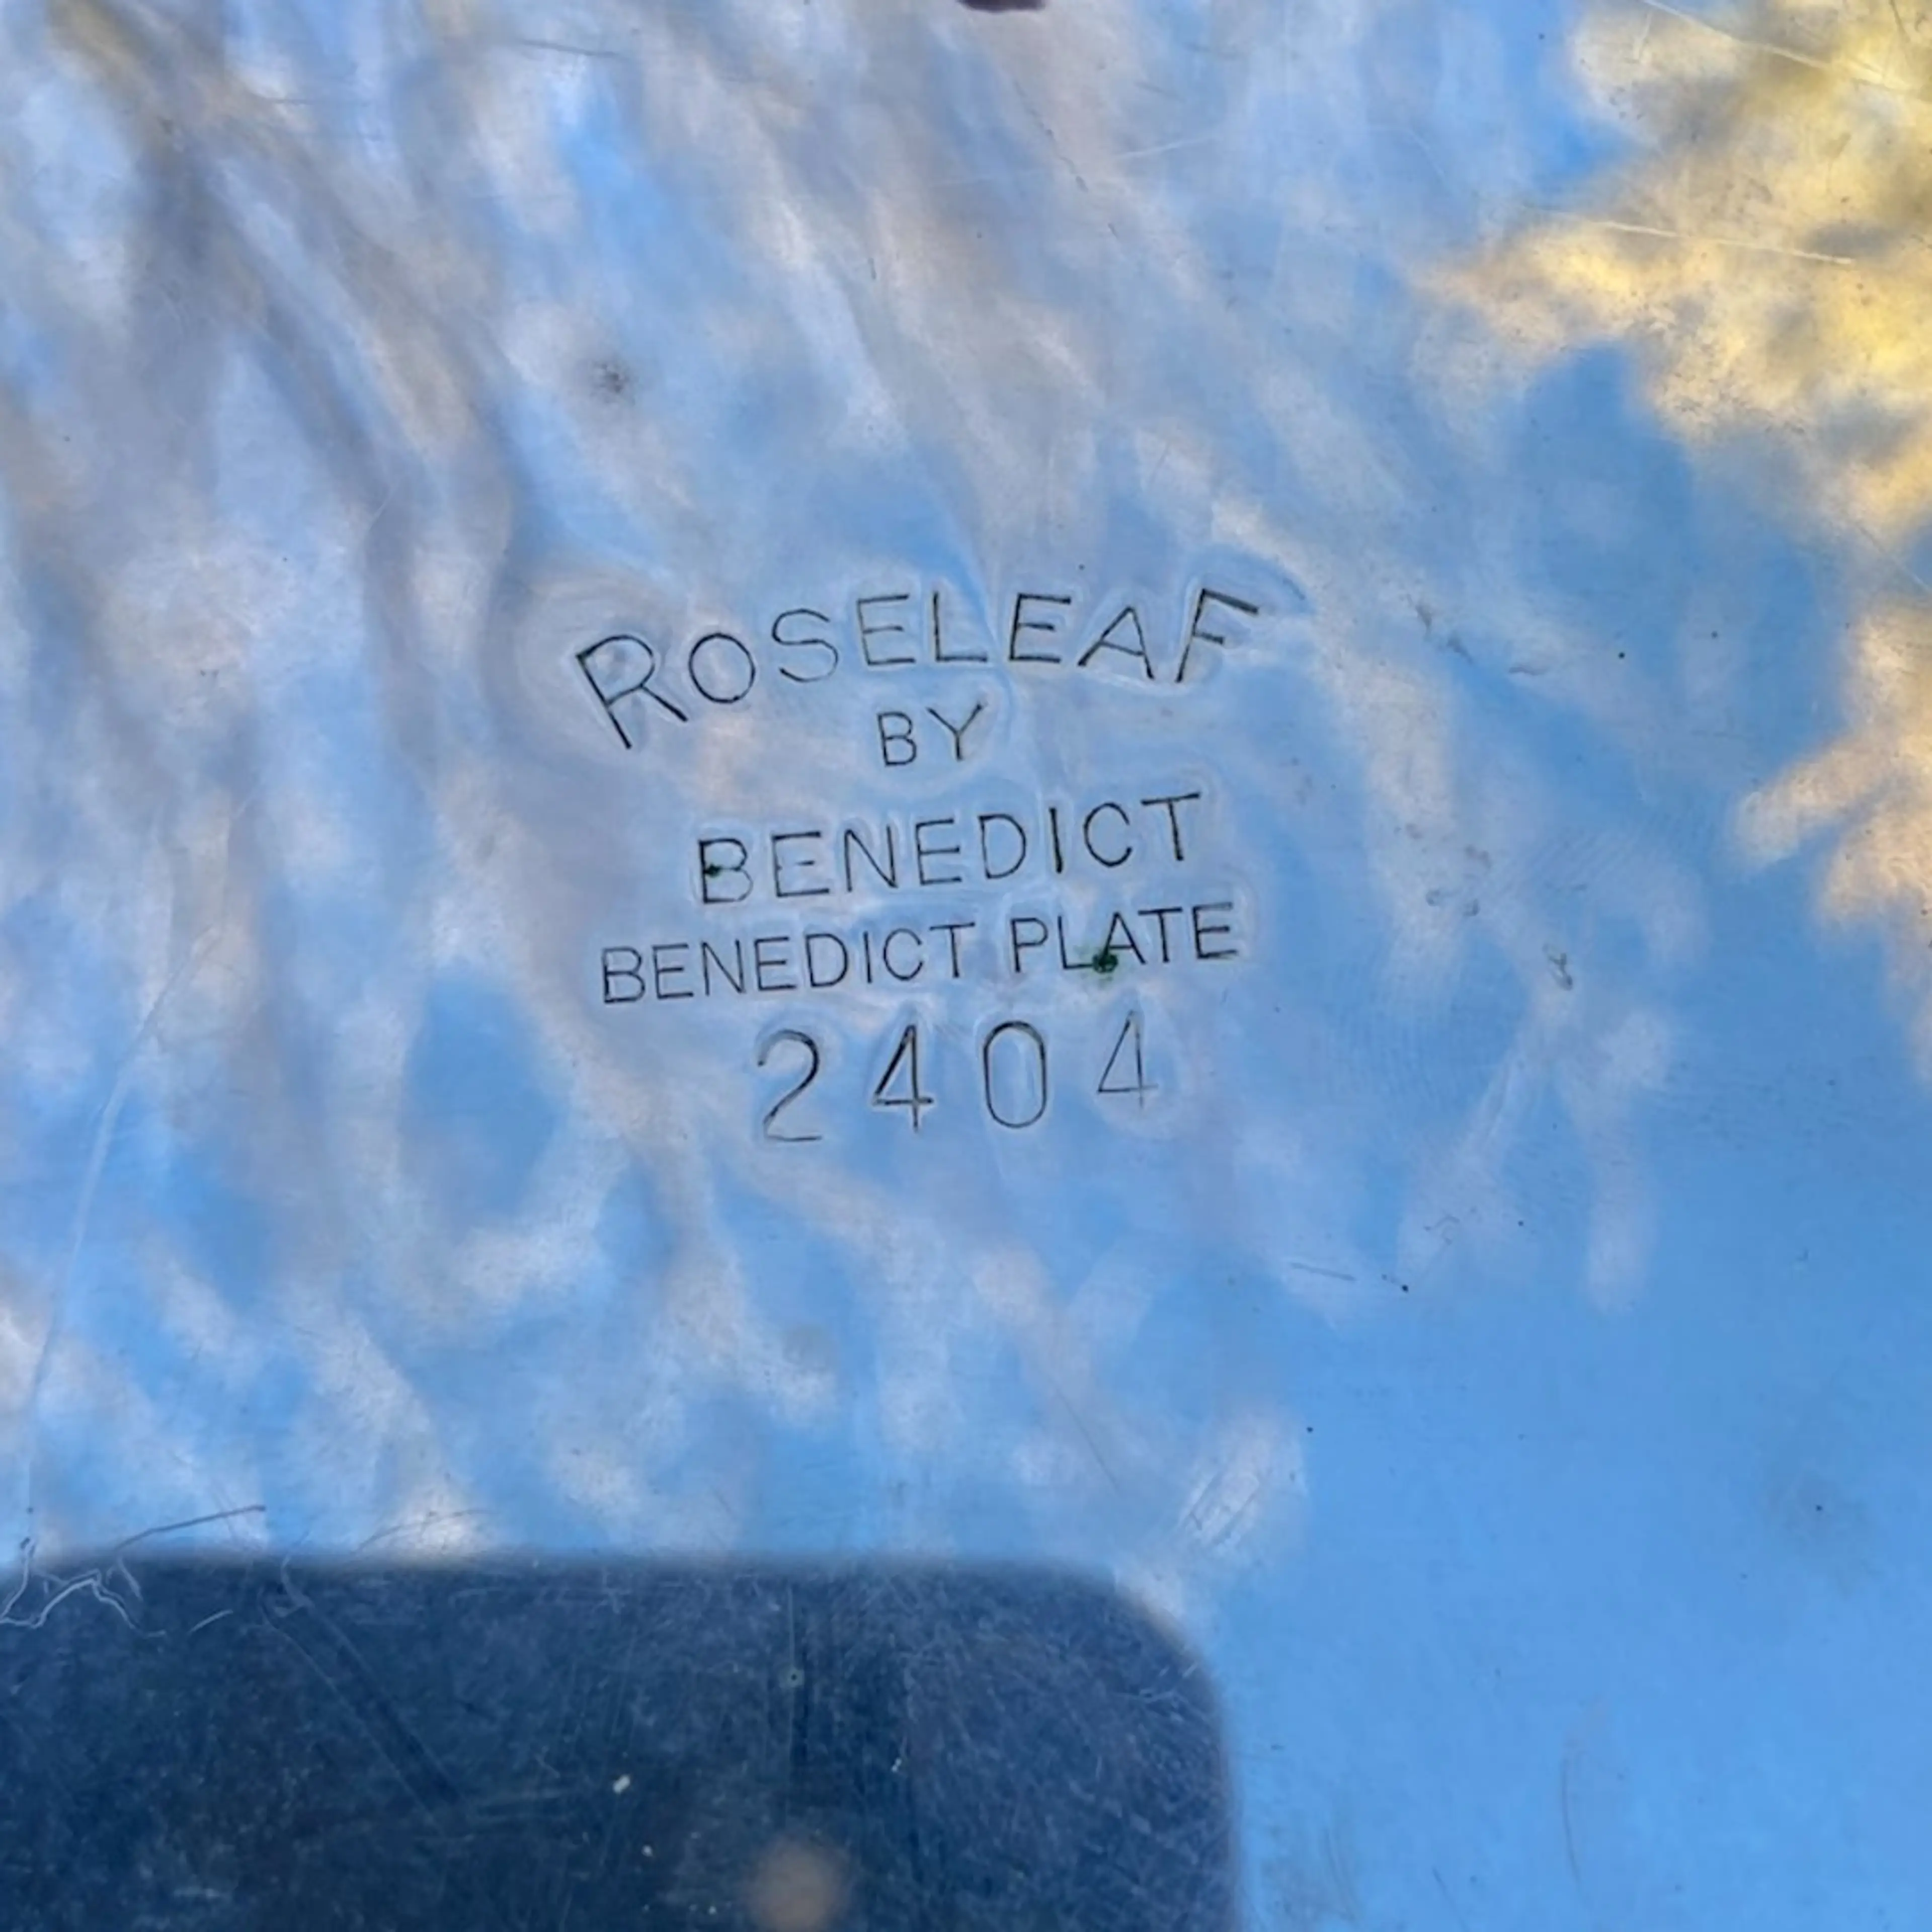 ROSELEAF
BY
BENEDICT
BENEDICT PLATE
2404